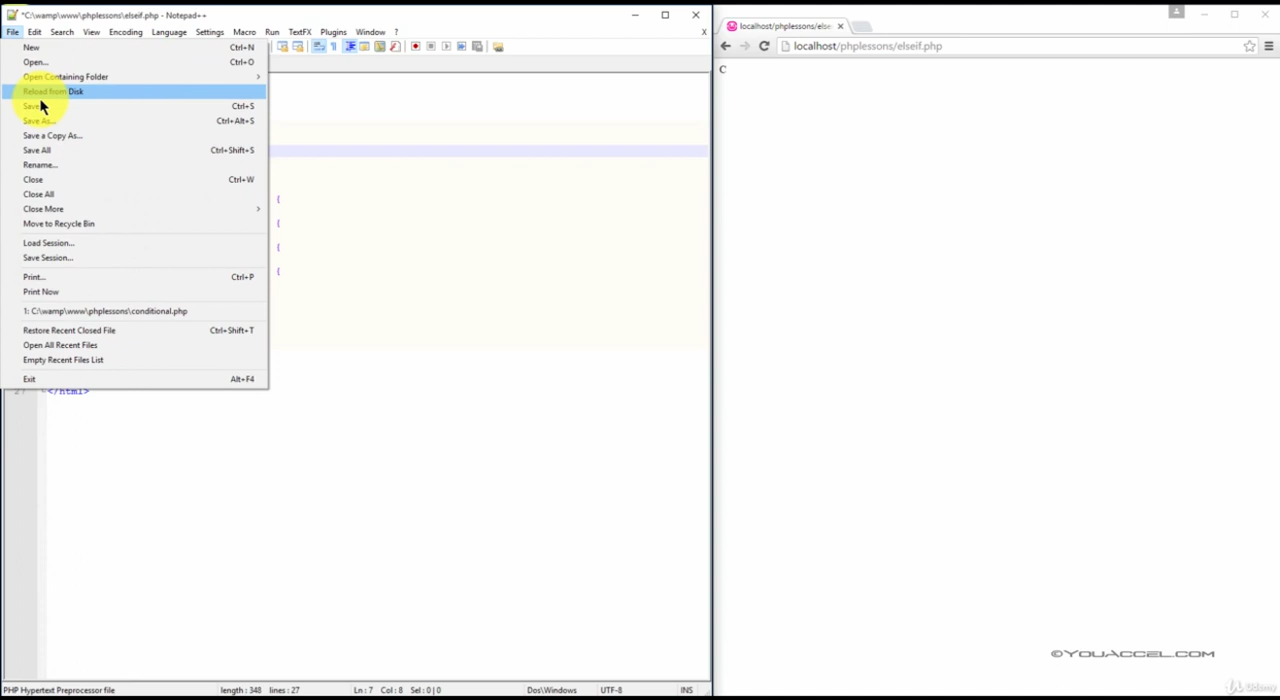 *C:\wamp\www\phplessons\elseif.php - Notepad++
File Edit Search View Encoding Language Settings Macro Run TextFX Plugins Window ? X
New Ctrl+N
Open... Ctrl+O
Open Containing Folder
Reload from Disk
Save Ctrl+S
Save As... Ctrl+Alt+S
Save a Copy As...
Save All Ctrl+Shift+S
Rename...
Close Ctrl+W
Close All
Close More
Move to Recycle Bin
Load Session...
Save Session...
Print... Ctrl+P
Print Now
1: C:\wamp\www\phplessons\conditional.php
Restore Recent Closed File Ctrl+Shift+T
Open All Recent Files
Empty Recent Files List
Exit Alt+F4
{
{
{
{
27 </html>
PHP Hypertext Preprocessor file length : 348 lines : 27 Ln : 7 Col : 8 Sel : 0 | 0 Dos\Windows UTF-8 INS
localhost/phplessons/else
localhost/phplessons/elseif.php
C
©YOUACCEL.COM
Udemy